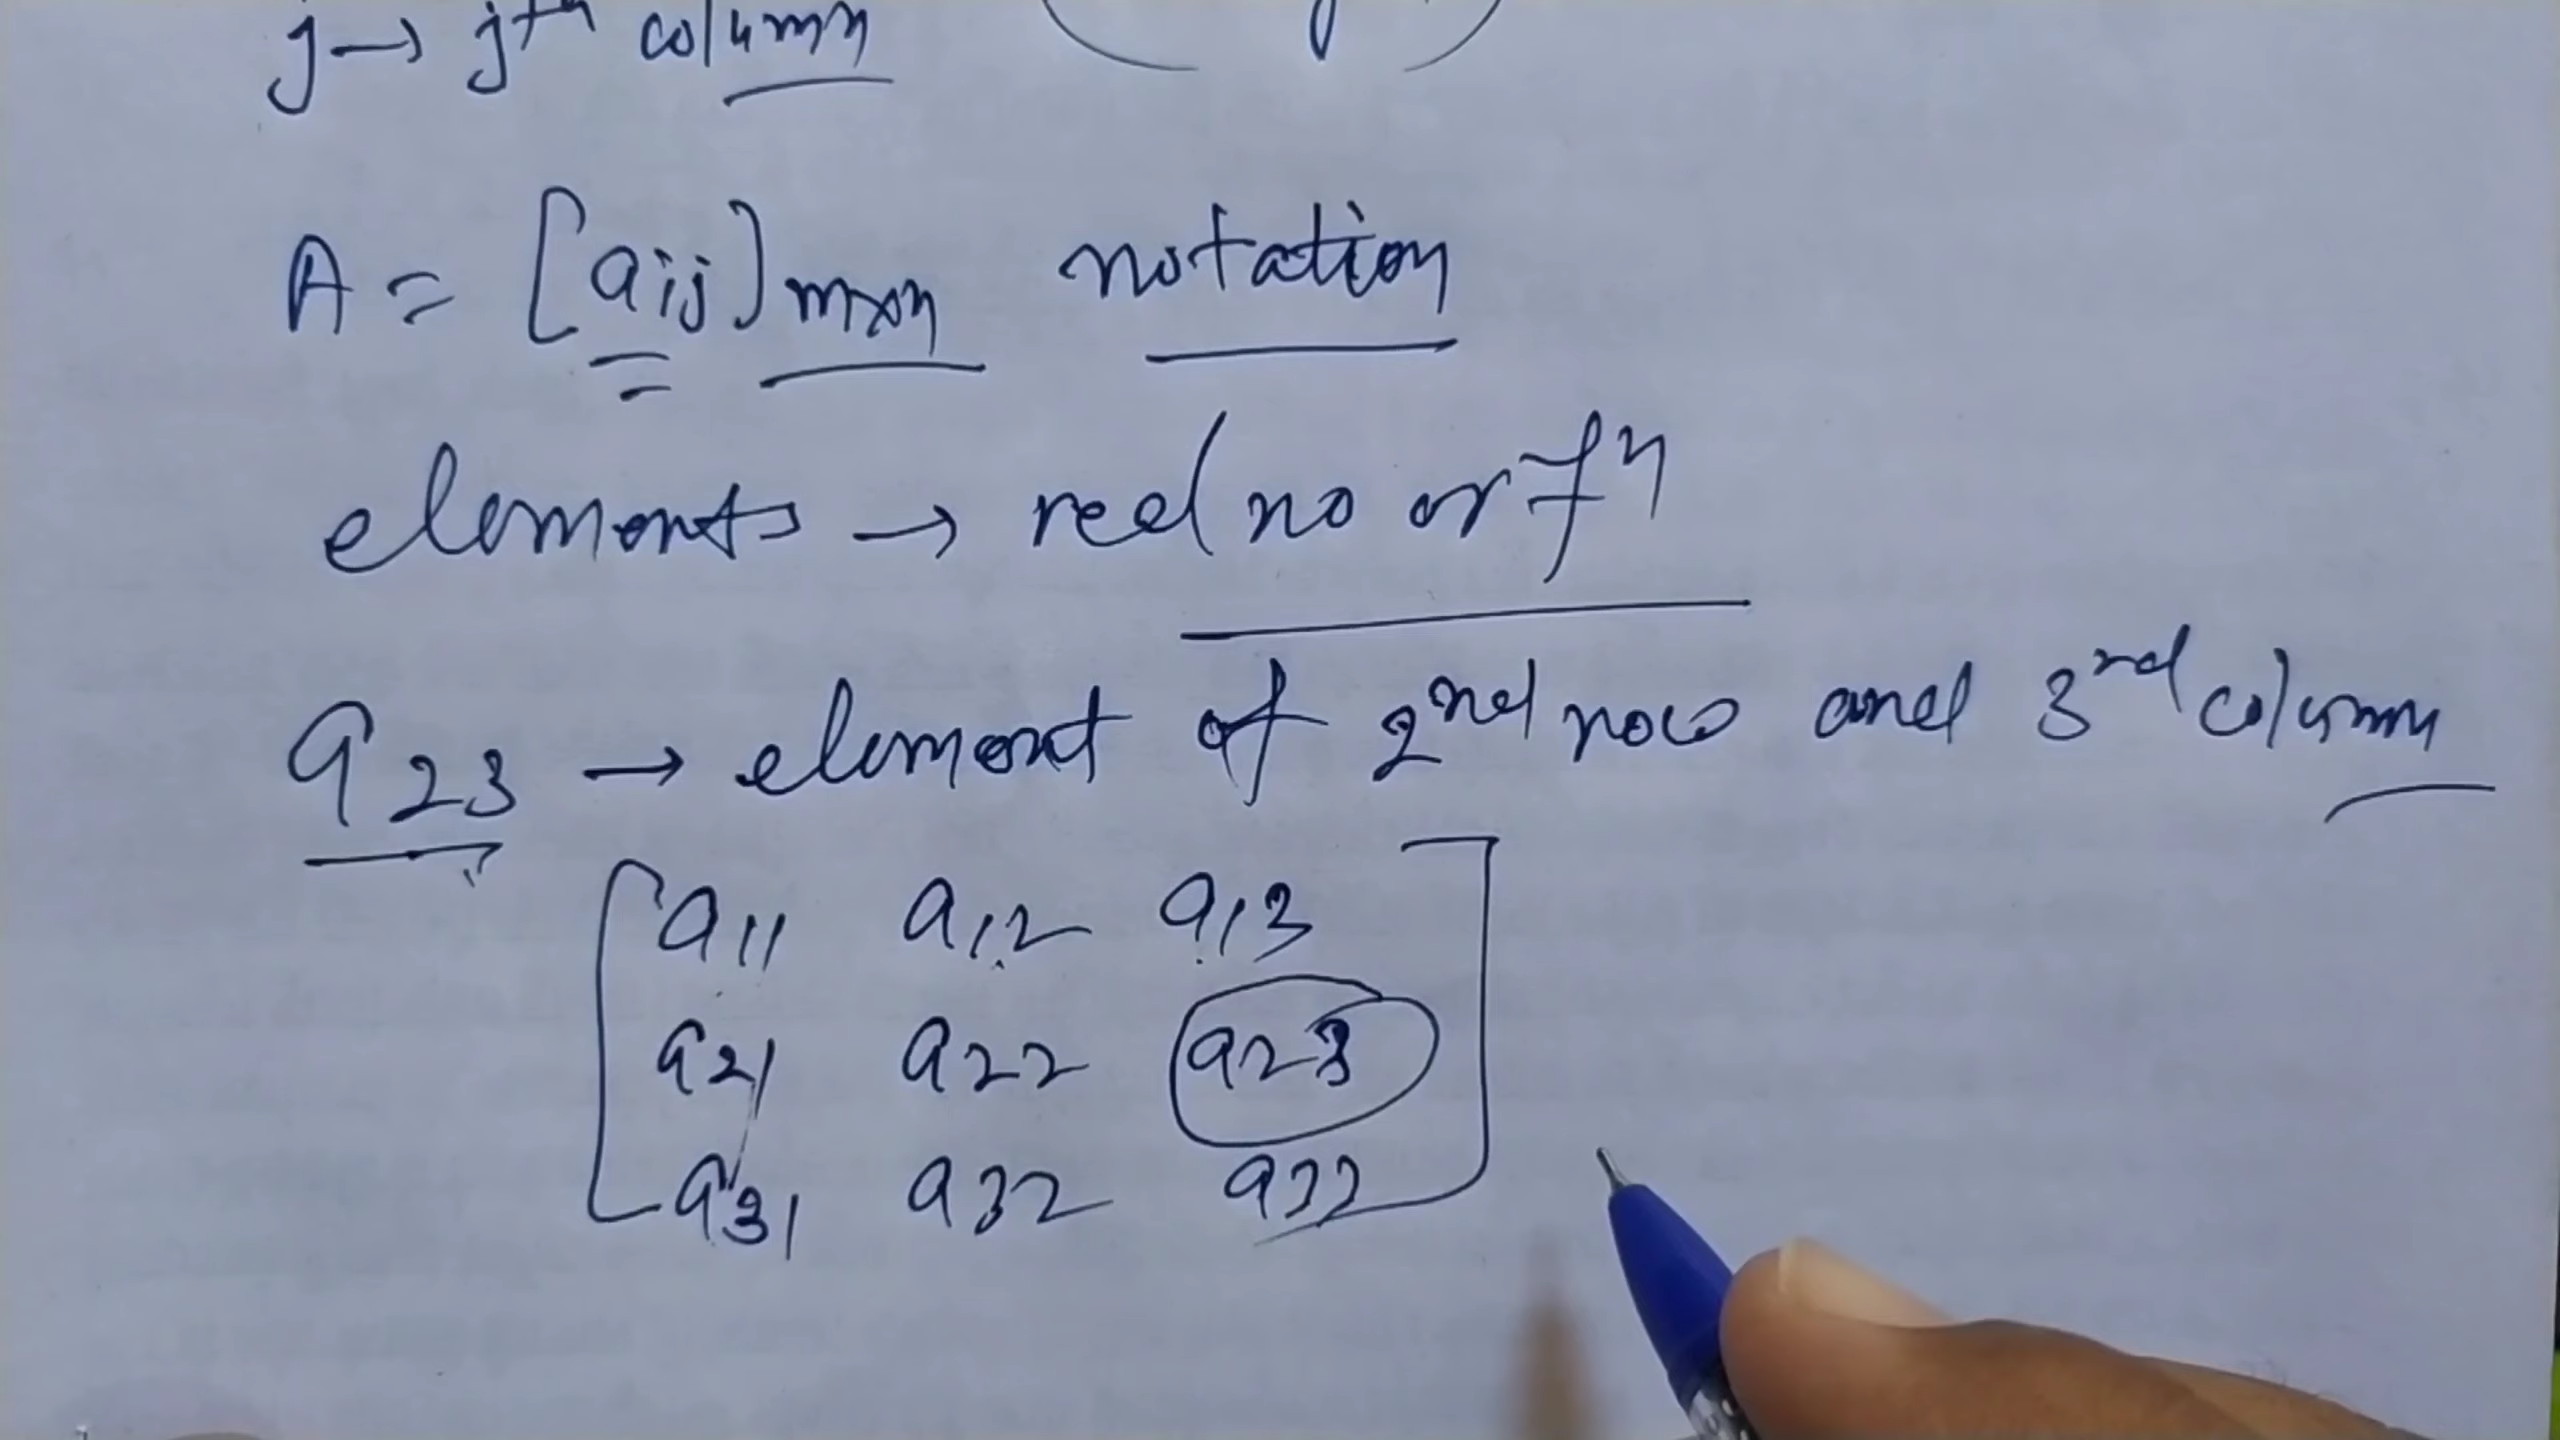 j → jth column
A = [aij]mxn notation
elements → real no or fn
a23 → element of 2nd row and 3rd column
a11 a12 a13
a21 a22 a23
a31 a32 a33